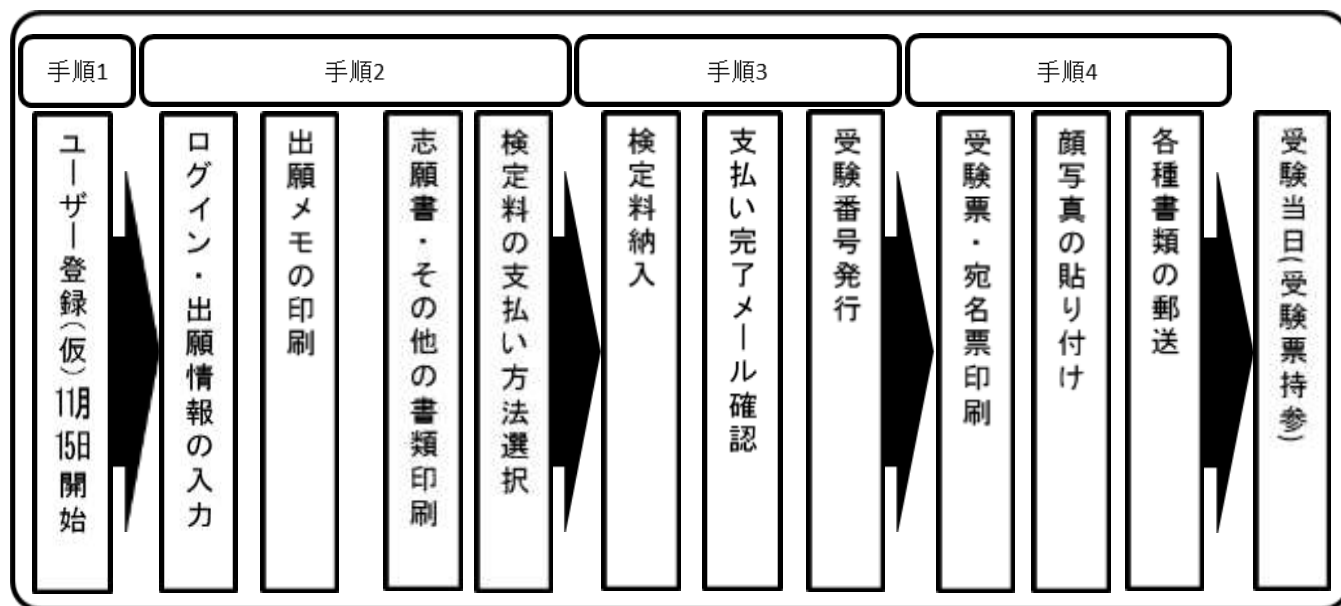 手順1
手順2
手順3
手順4
ユーザー登録(仮)11月15日開始
ログイン・出願情報の入力
出願メモの印刷
志願書・その他の書類印刷
検定料の支払い方法選択
検定料納入
支払い完了メール確認
受験番号発行
受験票・宛名票印刷
顔写真の貼り付け
各種書類の郵送
受験当日(受験票持参)